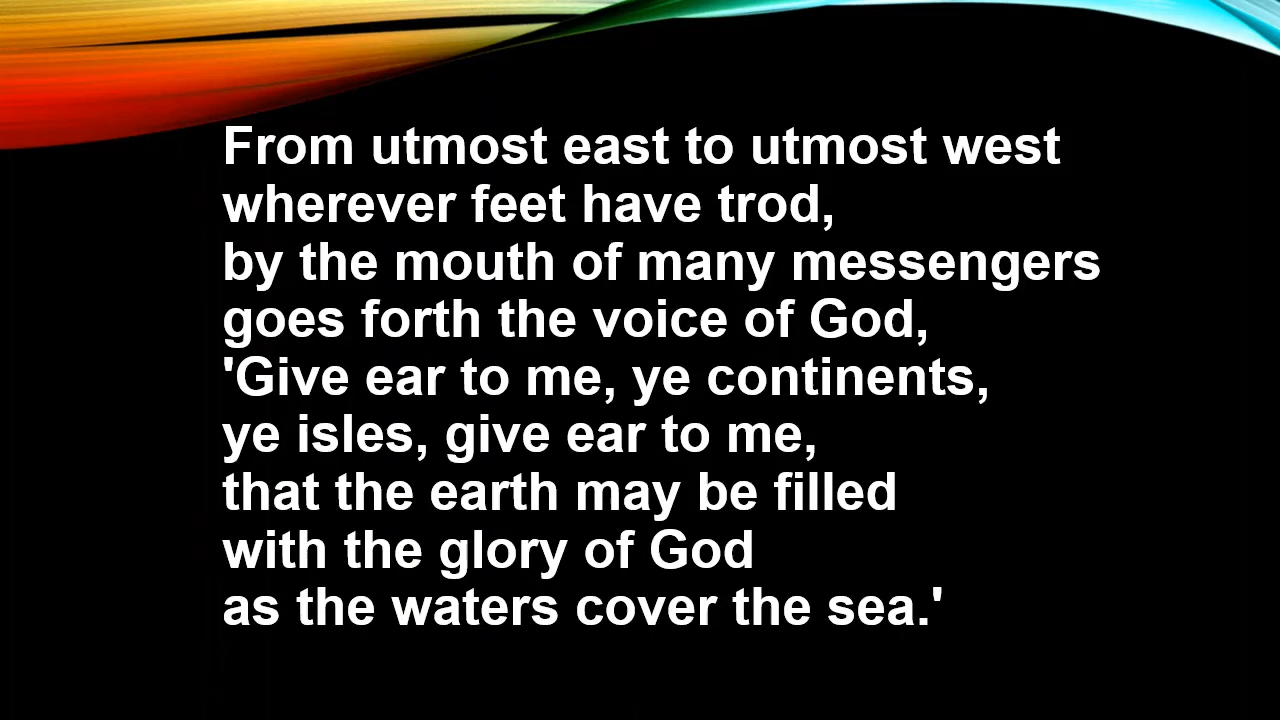 From utmost east to utmost west
wherever feet have trod,
by the mouth of many messengers
goes forth the voice of God,
'Give ear to me, ye continents,
ye isles, give ear to me,
that the earth may be filled
with the glory of God
as the waters cover the sea.'